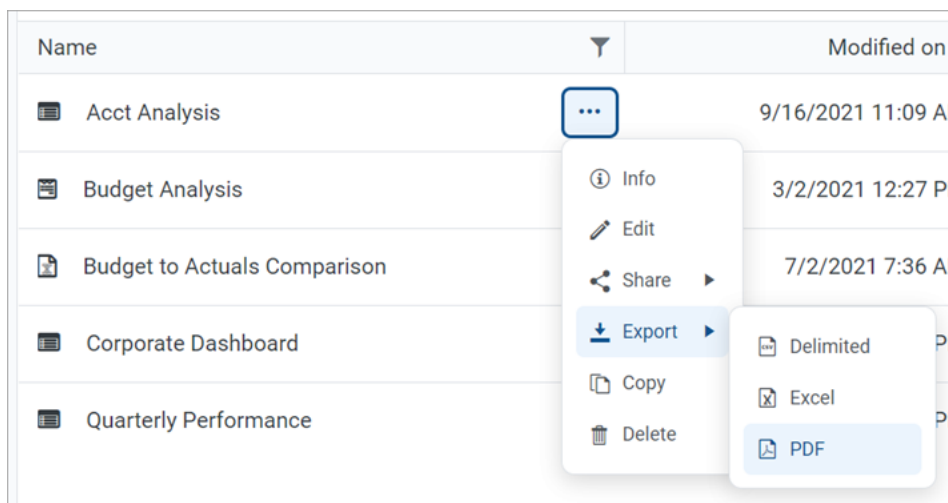 Name Modified on
Acct Analysis ••• 9/16/2021 11:09 A
Info
Budget Analysis 3/2/2021 12:27 P
Edit
Budget to Actuals Comparison 7/2/2021 7:36 A
Share
Export
Corporate Dashboard Delimited P
Copy
Excel
Quarterly Performance P
Delete
PDF